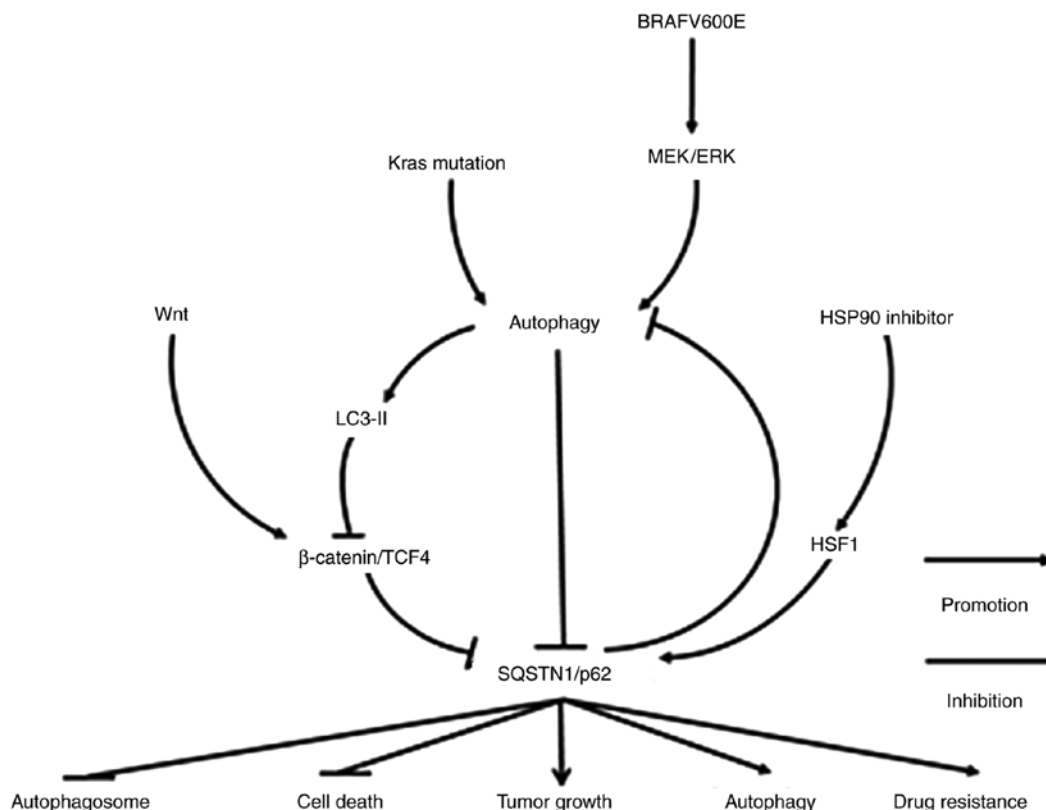 BRAFV600E
Kras mutation
MEK/ERK
Wnt
Autophagy
HSP90 inhibitor
LC3-II
β-catenin/TCF4
HSF1
Promotion
SQSTN1/p62
Inhibition
Autophagosome
Cell death
Tumor growth
Autophagy
Drug resistance